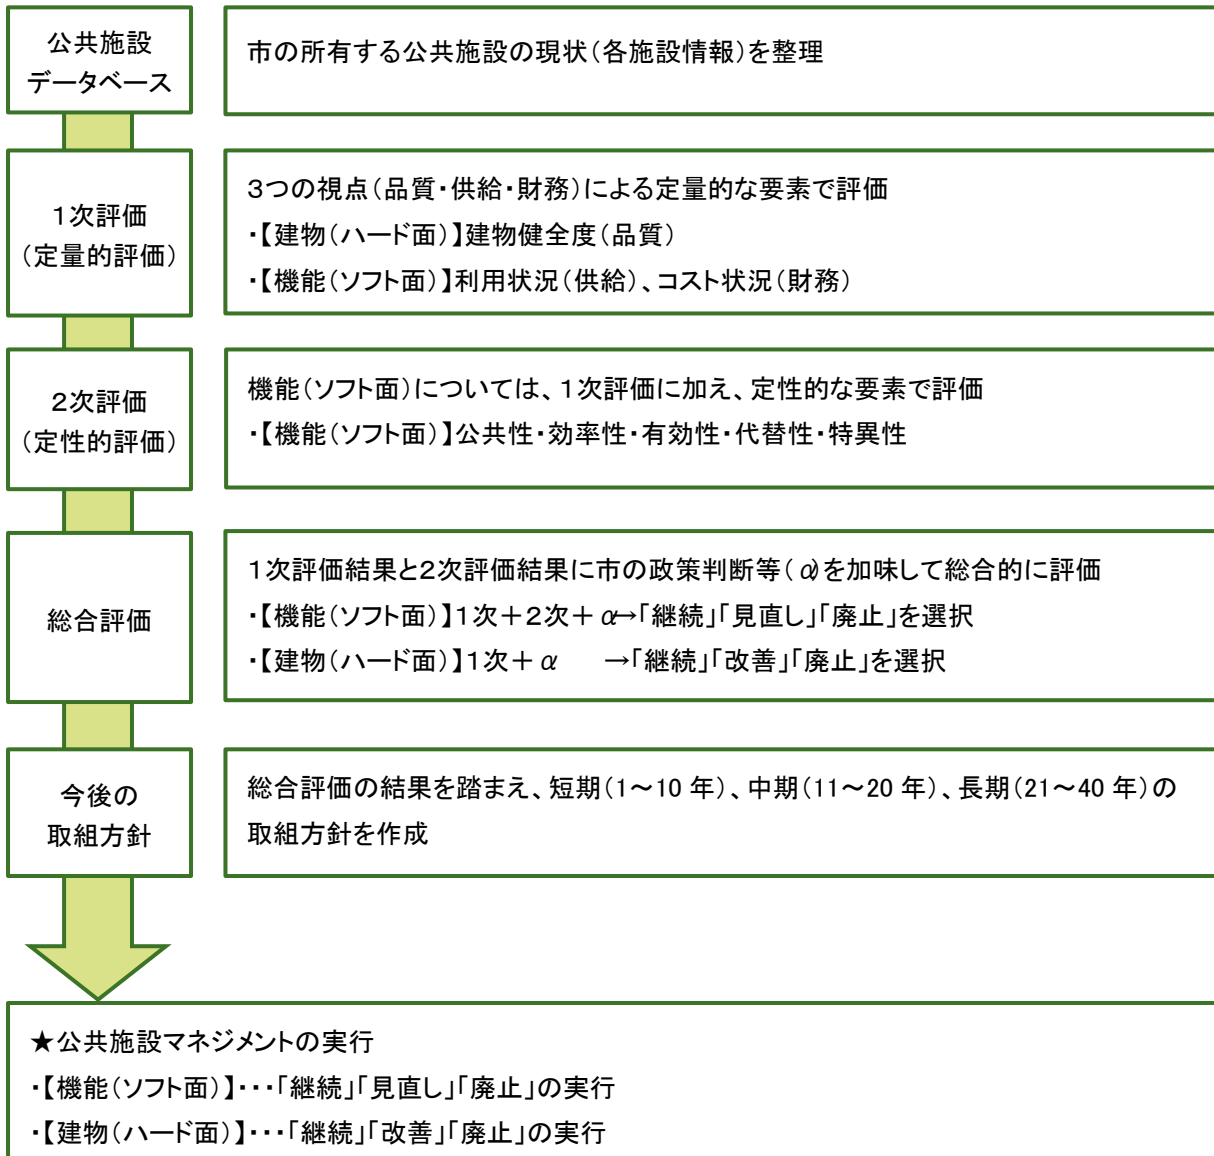 公共施設
データベース
市の所有する公共施設の現状(各施設情報)を整理
1次評価
(定量的評価)
3つの視点(品質・供給・財務)による定量的な要素で評価
・【建物(ハード面)】建物健全度(品質)
・【機能(ソフト面)】利用状況(供給)、コスト状況(財務)
2次評価
(定性的評価)
機能(ソフト面)については、1次評価に加え、定性的な要素で評価
・【機能(ソフト面)】公共性・効率性・有効性・代替性・特異性
総合評価
1次評価結果と2次評価結果に市の政策判断等(α)を加味して総合的に評価
・【機能(ソフト面)】1次+2次+α→「継続」「見直し」「廃止」を選択
・【建物(ハード面)】1次+α →「継続」「改善」「廃止」を選択
今後の
取組方針
総合評価の結果を踏まえ、短期(1~10年)、中期(11~20年)、長期(21~40年)の
取組方針を作成
★公共施設マネジメントの実行
・【機能(ソフト面)】・・・「継続」「見直し」「廃止」の実行
・【建物(ハード面)】・・・「継続」「改善」「廃止」の実行